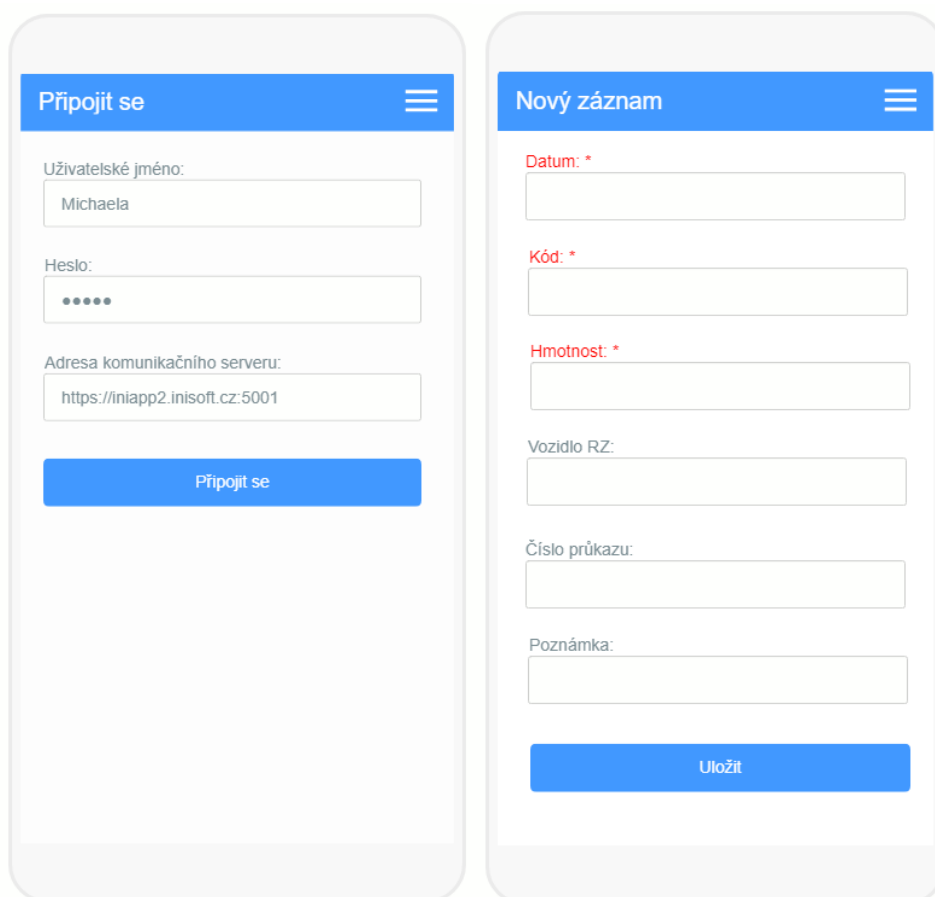 Připojit se
Uživatelské jméno:
Michaela
Heslo:
•••••
Adresa komunikačního serveru:
https://iniapp2.inisoft.cz:5001
Připojit se
Nový záznam
Datum: *
Kód: *
Hmotnost: *
Vozidlo RZ:
Číslo průkazu:
Poznámka:
Uložit